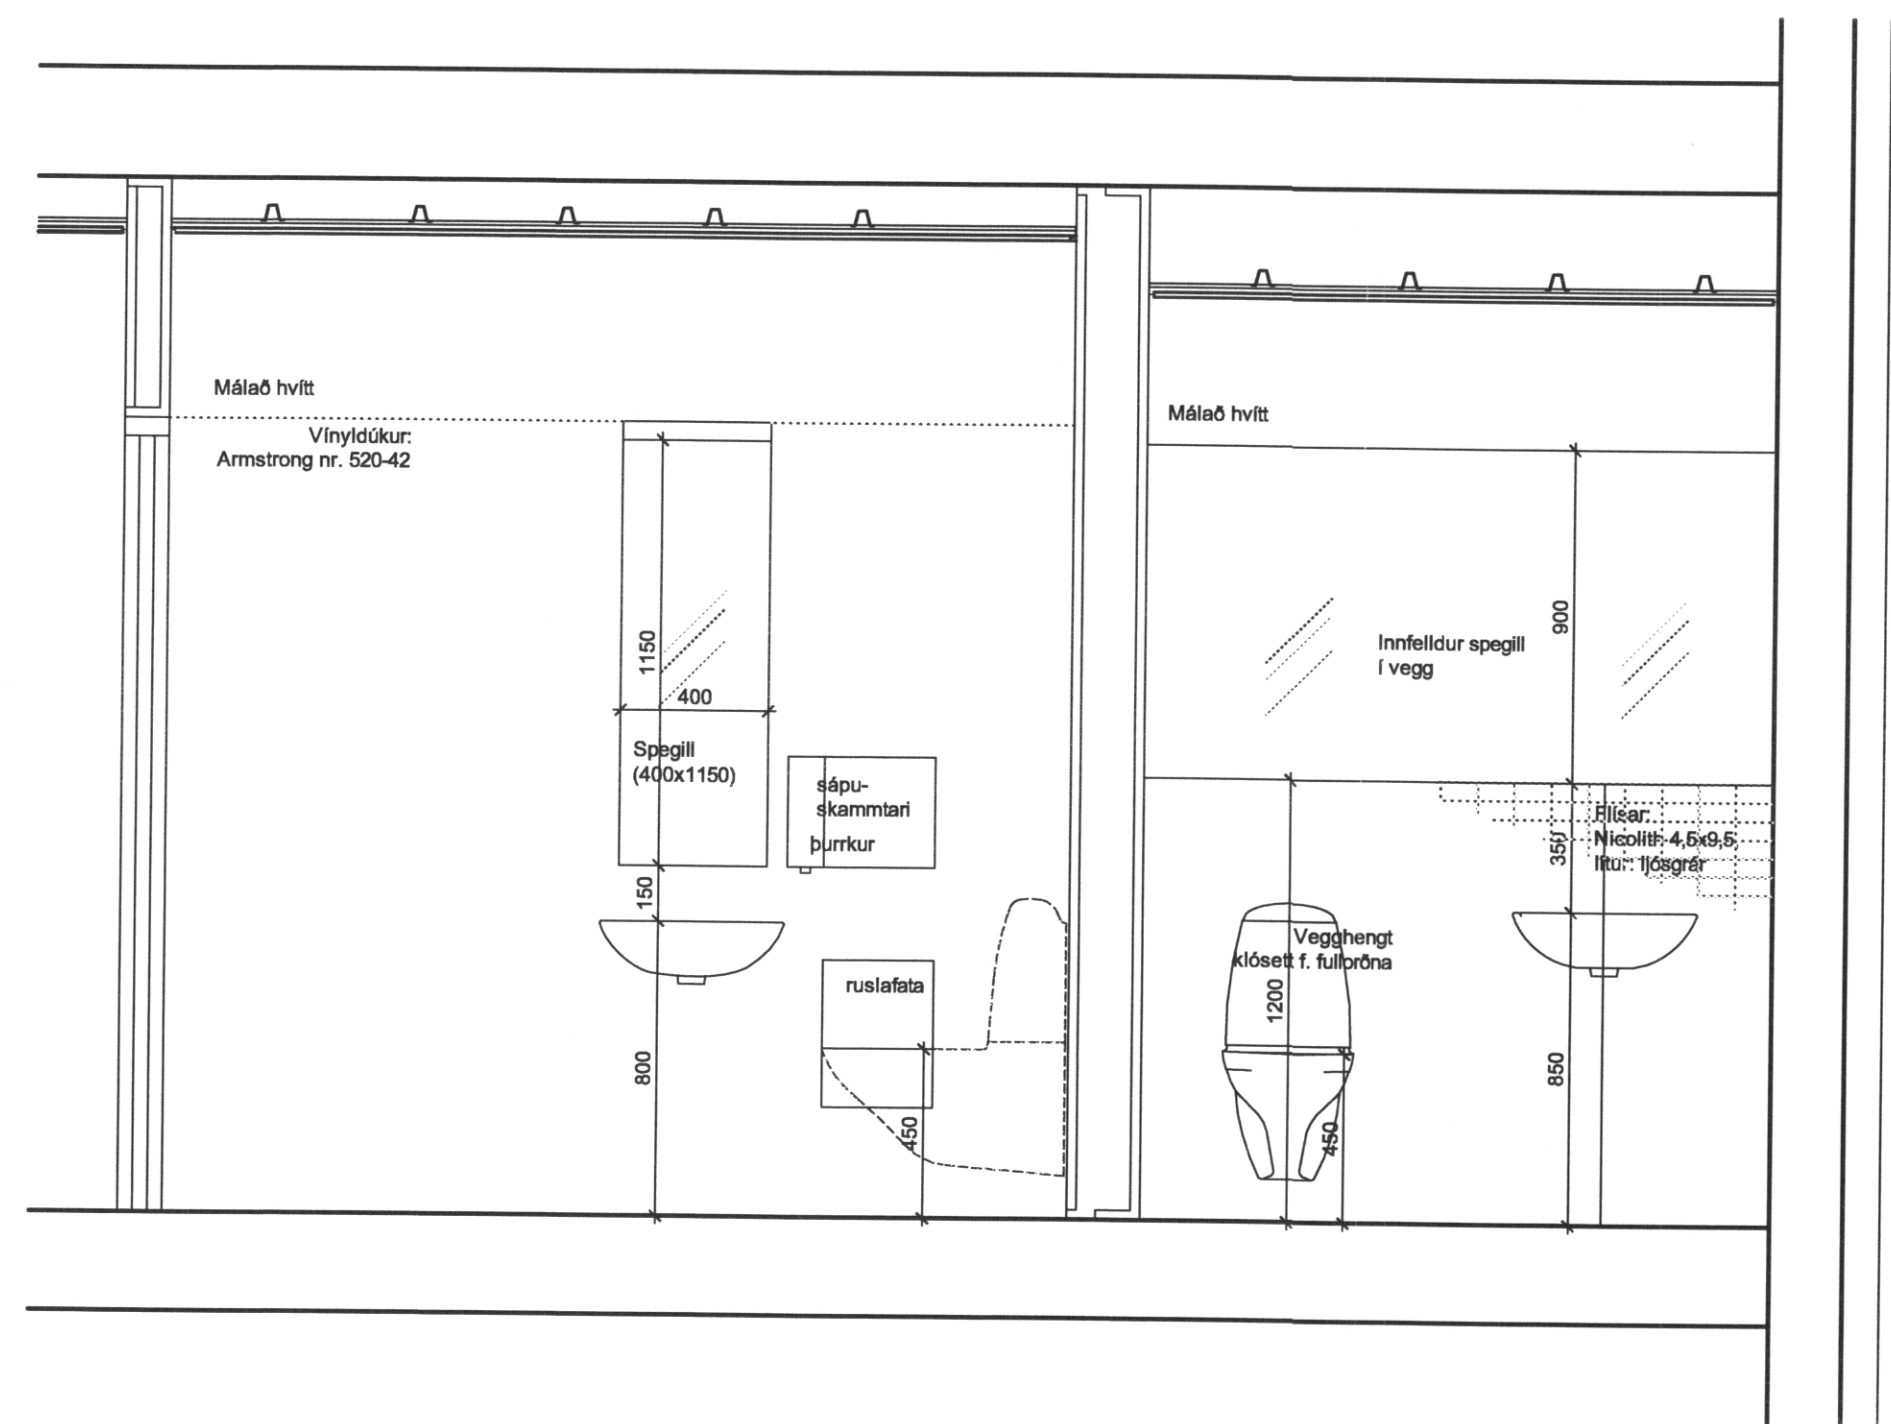 Málað hvítt
Vínyldúkur:
Armstrong nr. 520-42
1150
400
Spegill
(400x1150)
sápu-
skammtari
þurrkur
150
ruslafata
800
450
Málað hvítt
900
Innfelldur spegill
í vegg
Flísar:
Nicolith 4,5x9,5
litur: ljósgrár
350
Vegghengt
klósett f. fullorðna
1200
850
450